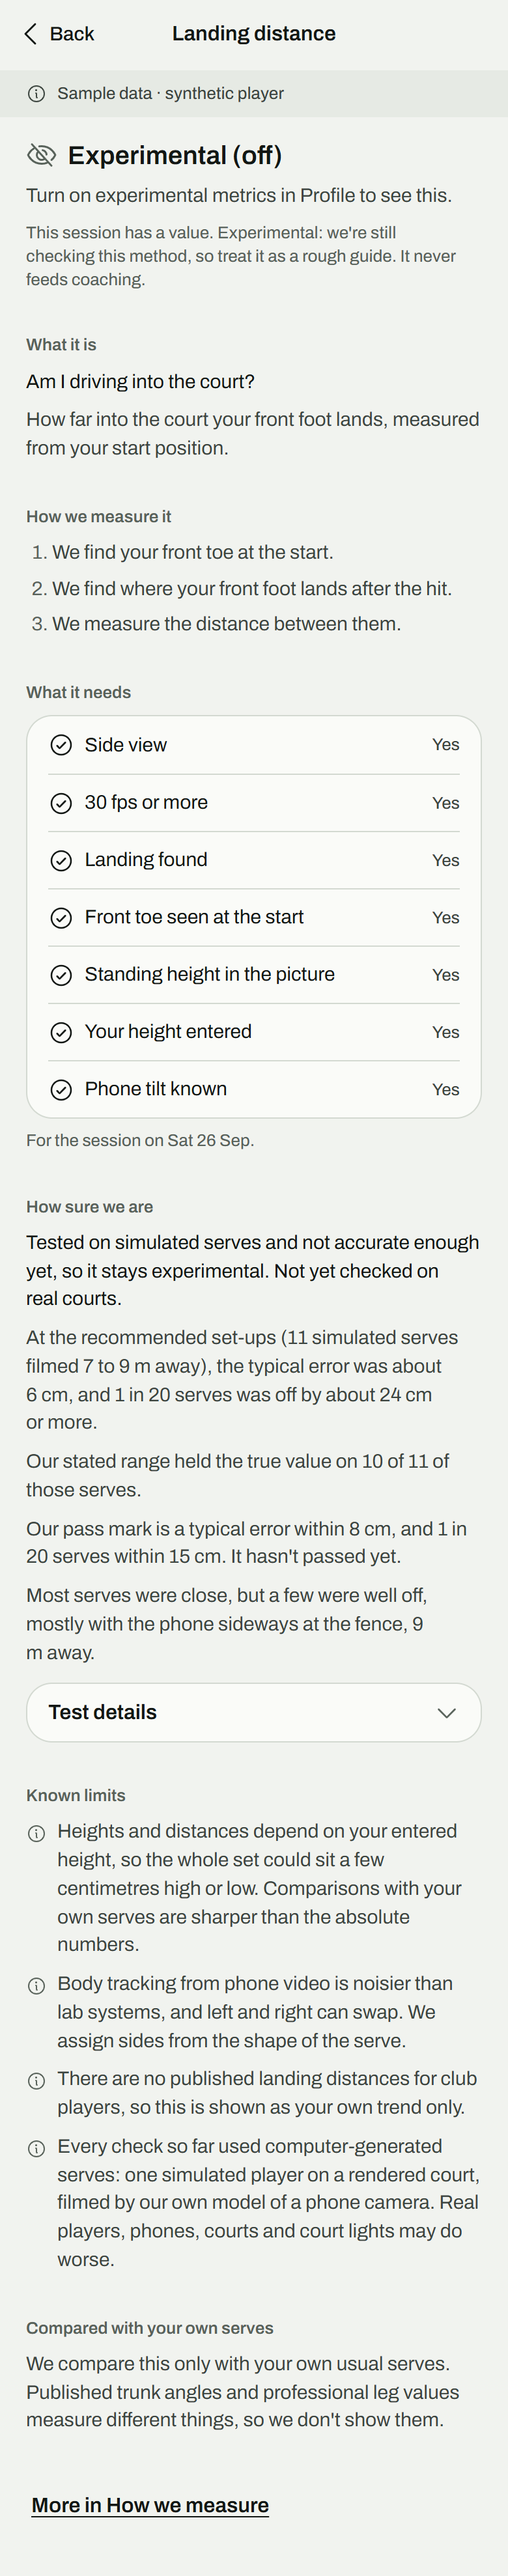 Back
Landing distance
Sample data · synthetic player
Experimental (off)
Turn on experimental metrics in Profile to see this.
This session has a value. Experimental: we're still
checking this method, so treat it as a rough guide. It never
feeds coaching.
What it is
Am I driving into the court?
How far into the court your front foot lands, measured
from your start position.
How we measure it
1. We find your front toe at the start.
2. We find where your front foot lands after the hit.
3. We measure the distance between them.
What it needs
Side view Yes
30 fps or more Yes
Landing found Yes
Front toe seen at the start Yes
Standing height in the picture Yes
Your height entered Yes
Phone tilt known Yes
For the session on Sat 26 Sep.
How sure we are
Tested on simulated serves and not accurate enough
yet, so it stays experimental. Not yet checked on
real courts.
At the recommended set-ups (11 simulated serves
filmed 7 to 9 m away), the typical error was about
6 cm, and 1 in 20 serves was off by about 24 cm
or more.
Our stated range held the true value on 10 of 11 of
those serves.
Our pass mark is a typical error within 8 cm, and 1 in
20 serves within 15 cm. It hasn't passed yet.
Most serves were close, but a few were well off,
mostly with the phone sideways at the fence, 9
m away.
Test details
Known limits
Heights and distances depend on your entered
height, so the whole set could sit a few
centimetres high or low. Comparisons with your
own serves are sharper than the absolute
numbers.
Body tracking from phone video is noisier than
lab systems, and left and right can swap. We
assign sides from the shape of the serve.
There are no published landing distances for club
players, so this is shown as your own trend only.
Every check so far used computer-generated
serves: one simulated player on a rendered court,
filmed by our own model of a phone camera. Real
players, phones, courts and court lights may do
worse.
Compared with your own serves
We compare this only with your own usual serves.
Published trunk angles and professional leg values
measure different things, so we don't show them.
More in How we measure